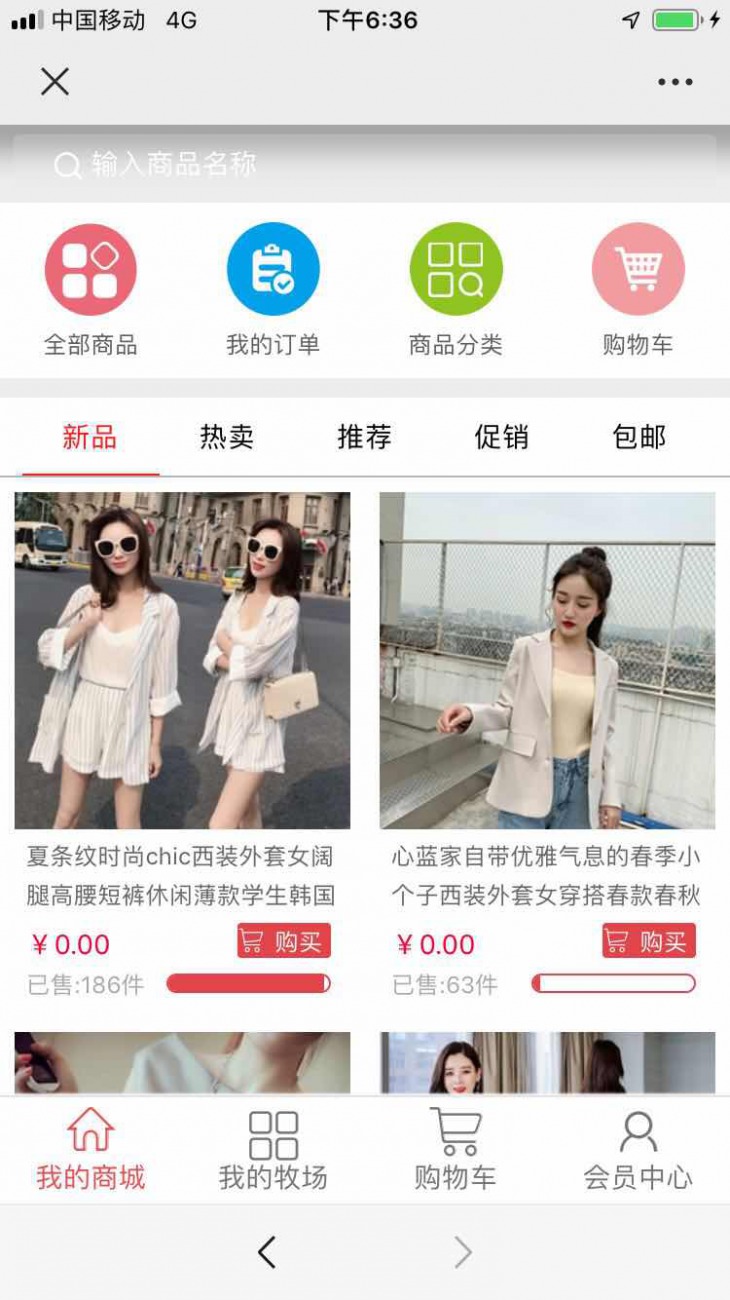 中国移动 4G 下午6:36
输入商品名称
全部商品 我的订单 商品分类 购物车
新品 热卖 推荐 促销 包邮
夏条纹时尚chic西装外套女阔
腿高腰短裤休闲薄款学生韩国
¥ 0.00 购买
已售:186件
心蓝家自带优雅气息的春季小
个子西装外套女穿搭春款春秋
¥ 0.00 购买
已售:63件
我的商城 我的牧场 购物车 会员中心